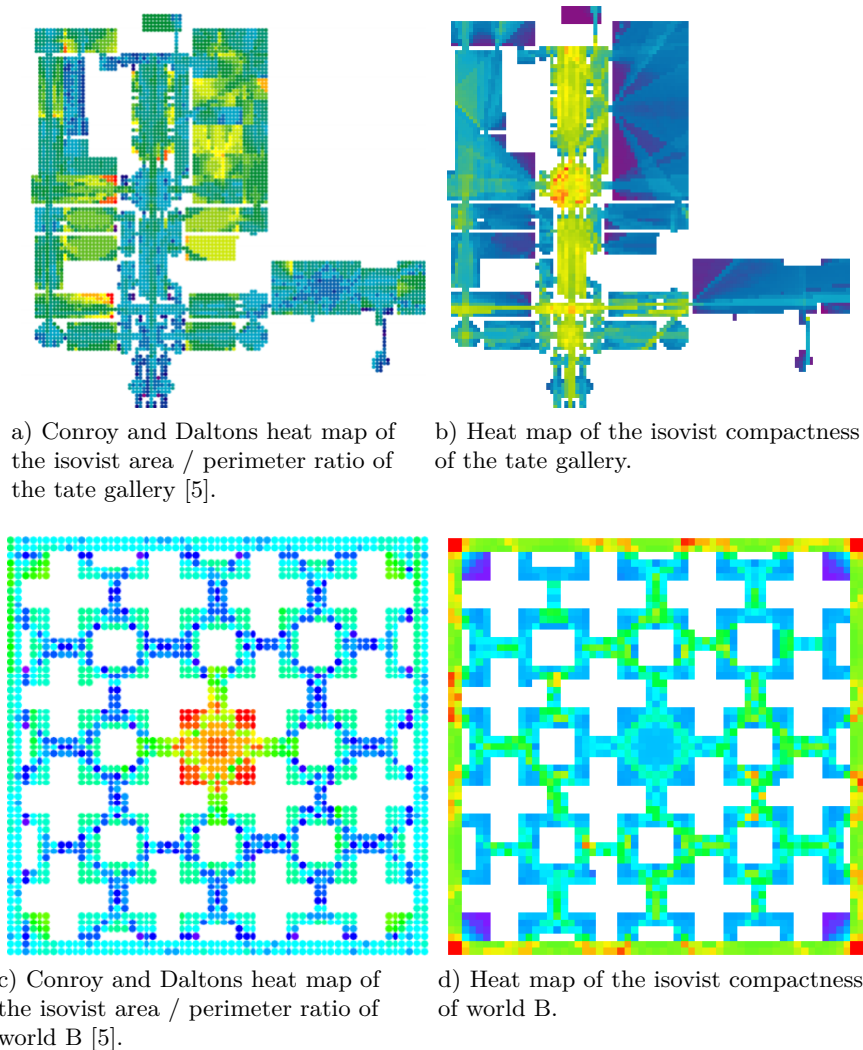 a) Conroy and Daltons heat map of
the isovist area / perimeter ratio of
the tate gallery [5].
b) Heat map of the isovist compactness
of the tate gallery.
c) Conroy and Daltons heat map of
the isovist area / perimeter ratio of
world B [5].
d) Heat map of the isovist compactness
of world B.